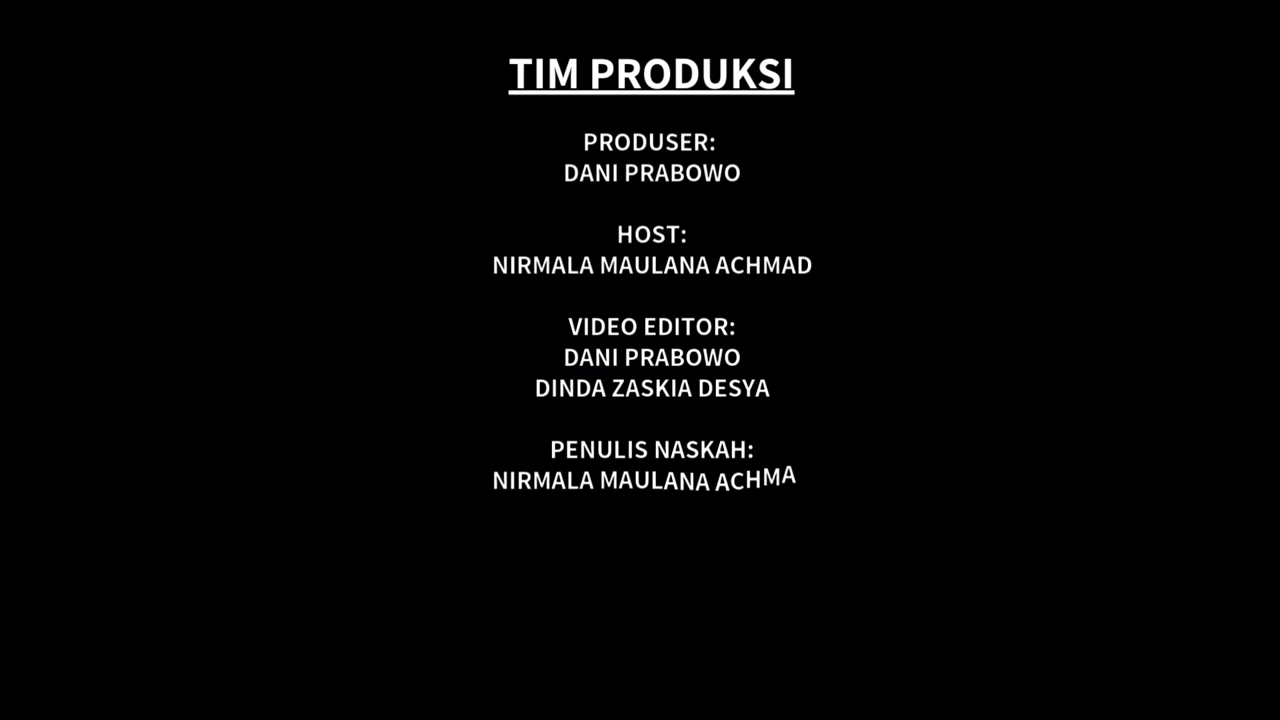 TIM PRODUKSI
PRODUSER:
DANI PRABOWO
HOST:
NIRMALA MAULANA ACHMAD
VIDEO EDITOR:
DANI PRABOWO
DINDA ZASKIA DESYA
PENULIS NASKAH:
NIRMALA MAULANA ACHMA